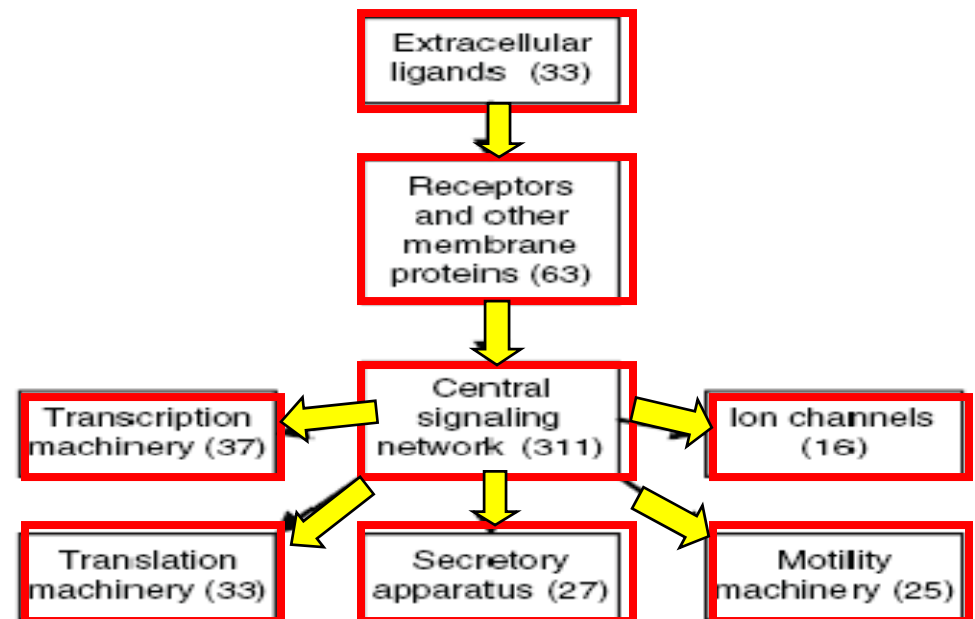 Extracellular
ligands (33)
Receptors
and other
membrane
proteins (63)
Central
signaling
network (311)
Transcription
machinery (37)
Ion channels
(16)
Translation
machinery (33)
Secretory
apparatus (27)
Motility
machinery (25)